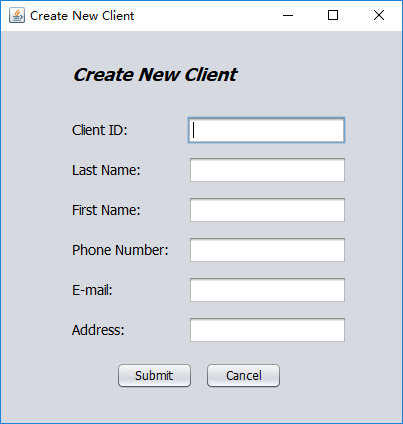 Create New Client
Create New Client
Client ID:
Last Name:
First Name:
Phone Number:
E-mail:
Address:
Submit Cancel